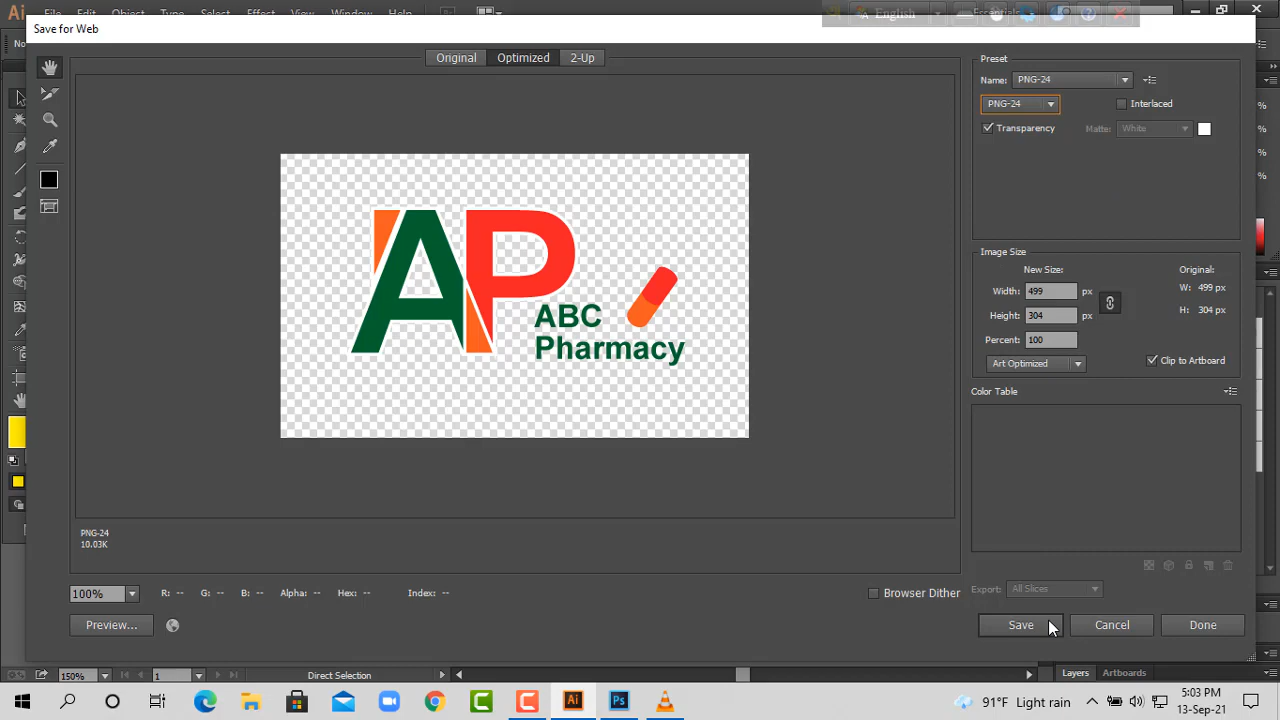 Ai File Edit Object Type Select Effect View Window Help
English
Save for Web
Original Optimized 2-Up
Preset
Name: PNG-24
PNG-24 Interlaced
Transparency Matte: White
Image Size
New Size: Original:
Width: 499 px W: 499 px
Height: 304 px H: 304 px
Percent: 100
Art Optimized Clip to Artboard
Color Table
AP
ABC
Pharmacy
PNG-24
10.03K
100% R: -- G: -- B: -- Alpha: -- Hex: -- Index: -- Browser Dither
Export: All Slices
Preview... Save Cancel Done
150% 1 Direct Selection Layers Artboards
Ai Ps 91°F Light rain 5:03 PM
13-Sep-21